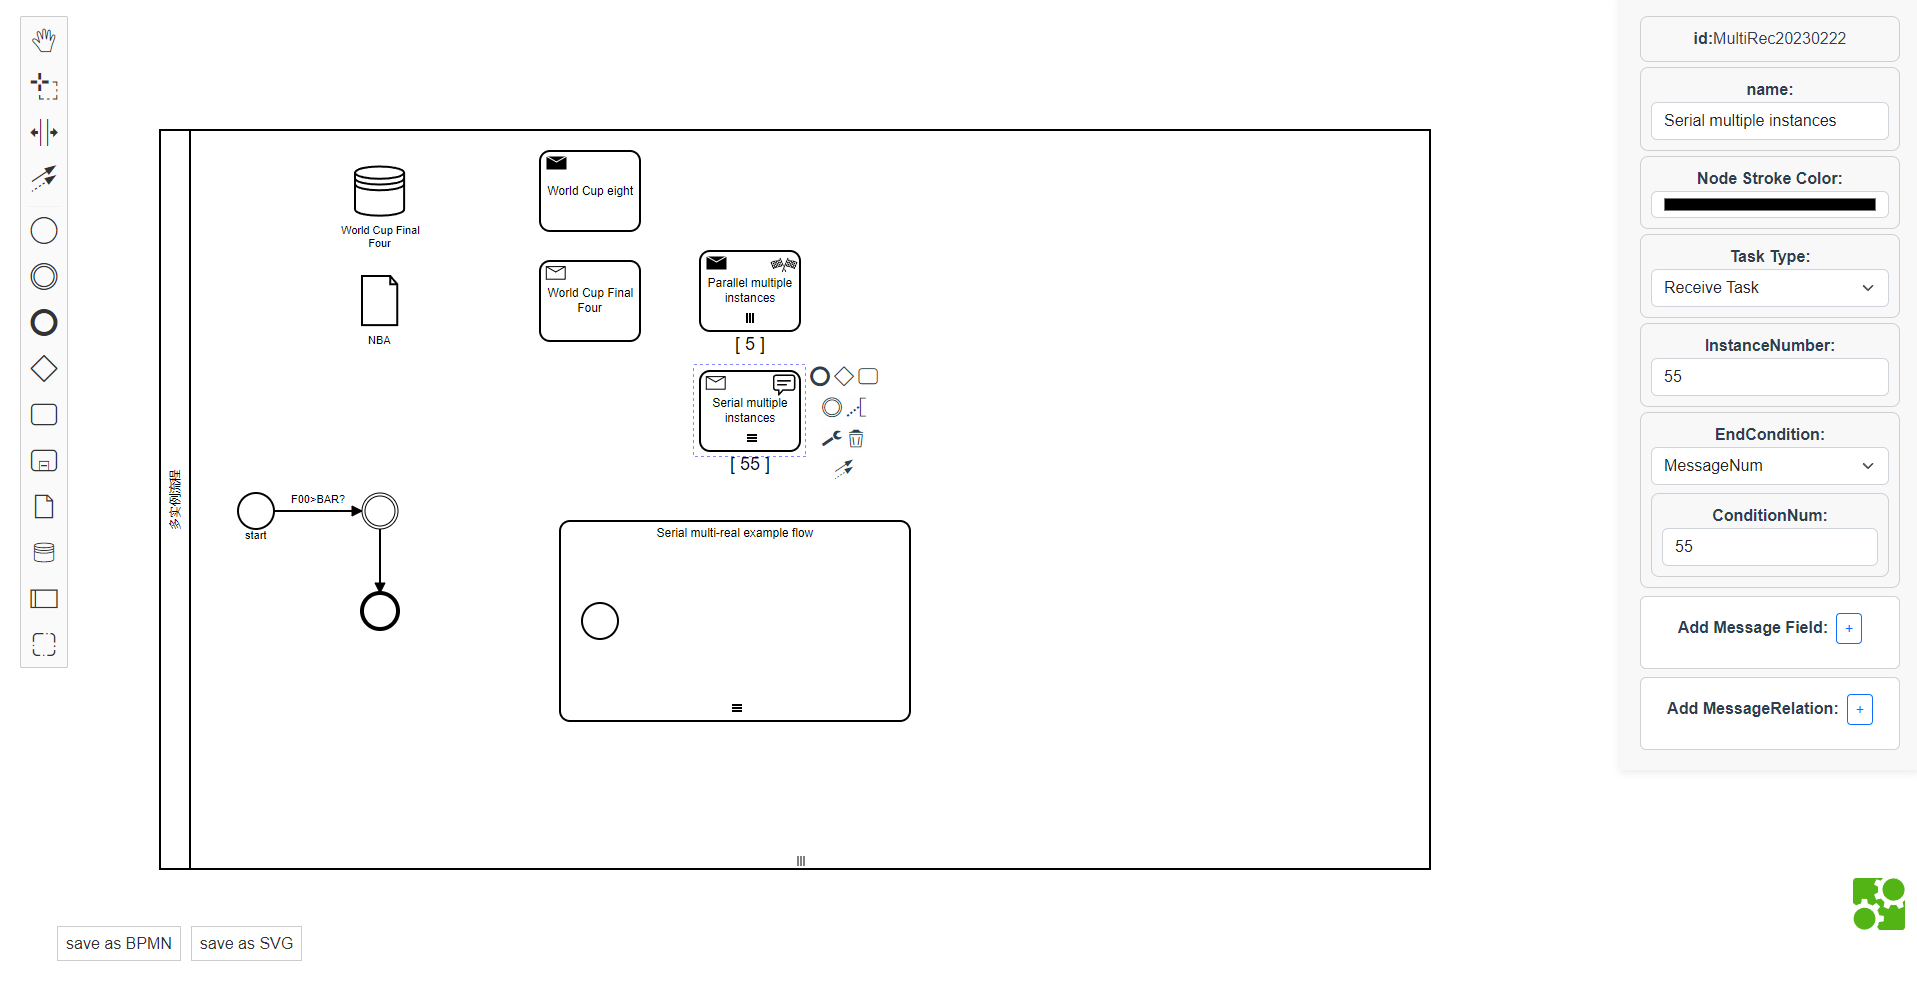 World Cup Final
Four
NBA
World Cup eight
World Cup Final
Four
Parallel multiple
instances
[ 5 ]
Serial multiple
instances
[ 55 ]
多实例流程
F00>BAR?
start
Serial multi-real example flow
save as BPMN
save as SVG
id:MultiRec20230222
name:
Serial multiple instances
Node Stroke Color:
Task Type:
Receive Task
InstanceNumber:
55
EndCondition:
MessageNum
ConditionNum:
55
Add Message Field: +
Add MessageRelation: +